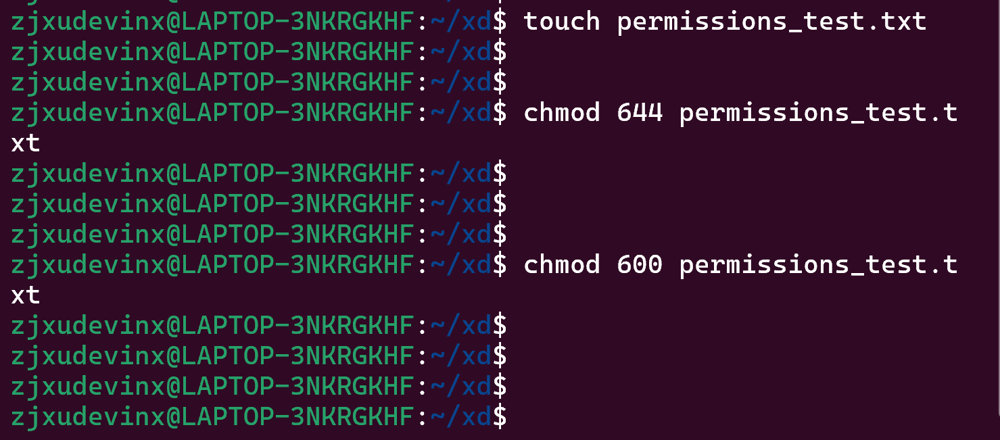 zjxudevinx@LAPTOP-3NKRGKHF:~/xd$ touch permissions_test.txt
zjxudevinx@LAPTOP-3NKRGKHF:~/xd$
zjxudevinx@LAPTOP-3NKRGKHF:~/xd$
zjxudevinx@LAPTOP-3NKRGKHF:~/xd$ chmod 644 permissions_test.t
xt
zjxudevinx@LAPTOP-3NKRGKHF:~/xd$
zjxudevinx@LAPTOP-3NKRGKHF:~/xd$
zjxudevinx@LAPTOP-3NKRGKHF:~/xd$
zjxudevinx@LAPTOP-3NKRGKHF:~/xd$ chmod 600 permissions_test.t
xt
zjxudevinx@LAPTOP-3NKRGKHF:~/xd$
zjxudevinx@LAPTOP-3NKRGKHF:~/xd$
zjxudevinx@LAPTOP-3NKRGKHF:~/xd$
zjxudevinx@LAPTOP-3NKRGKHF:~/xd$